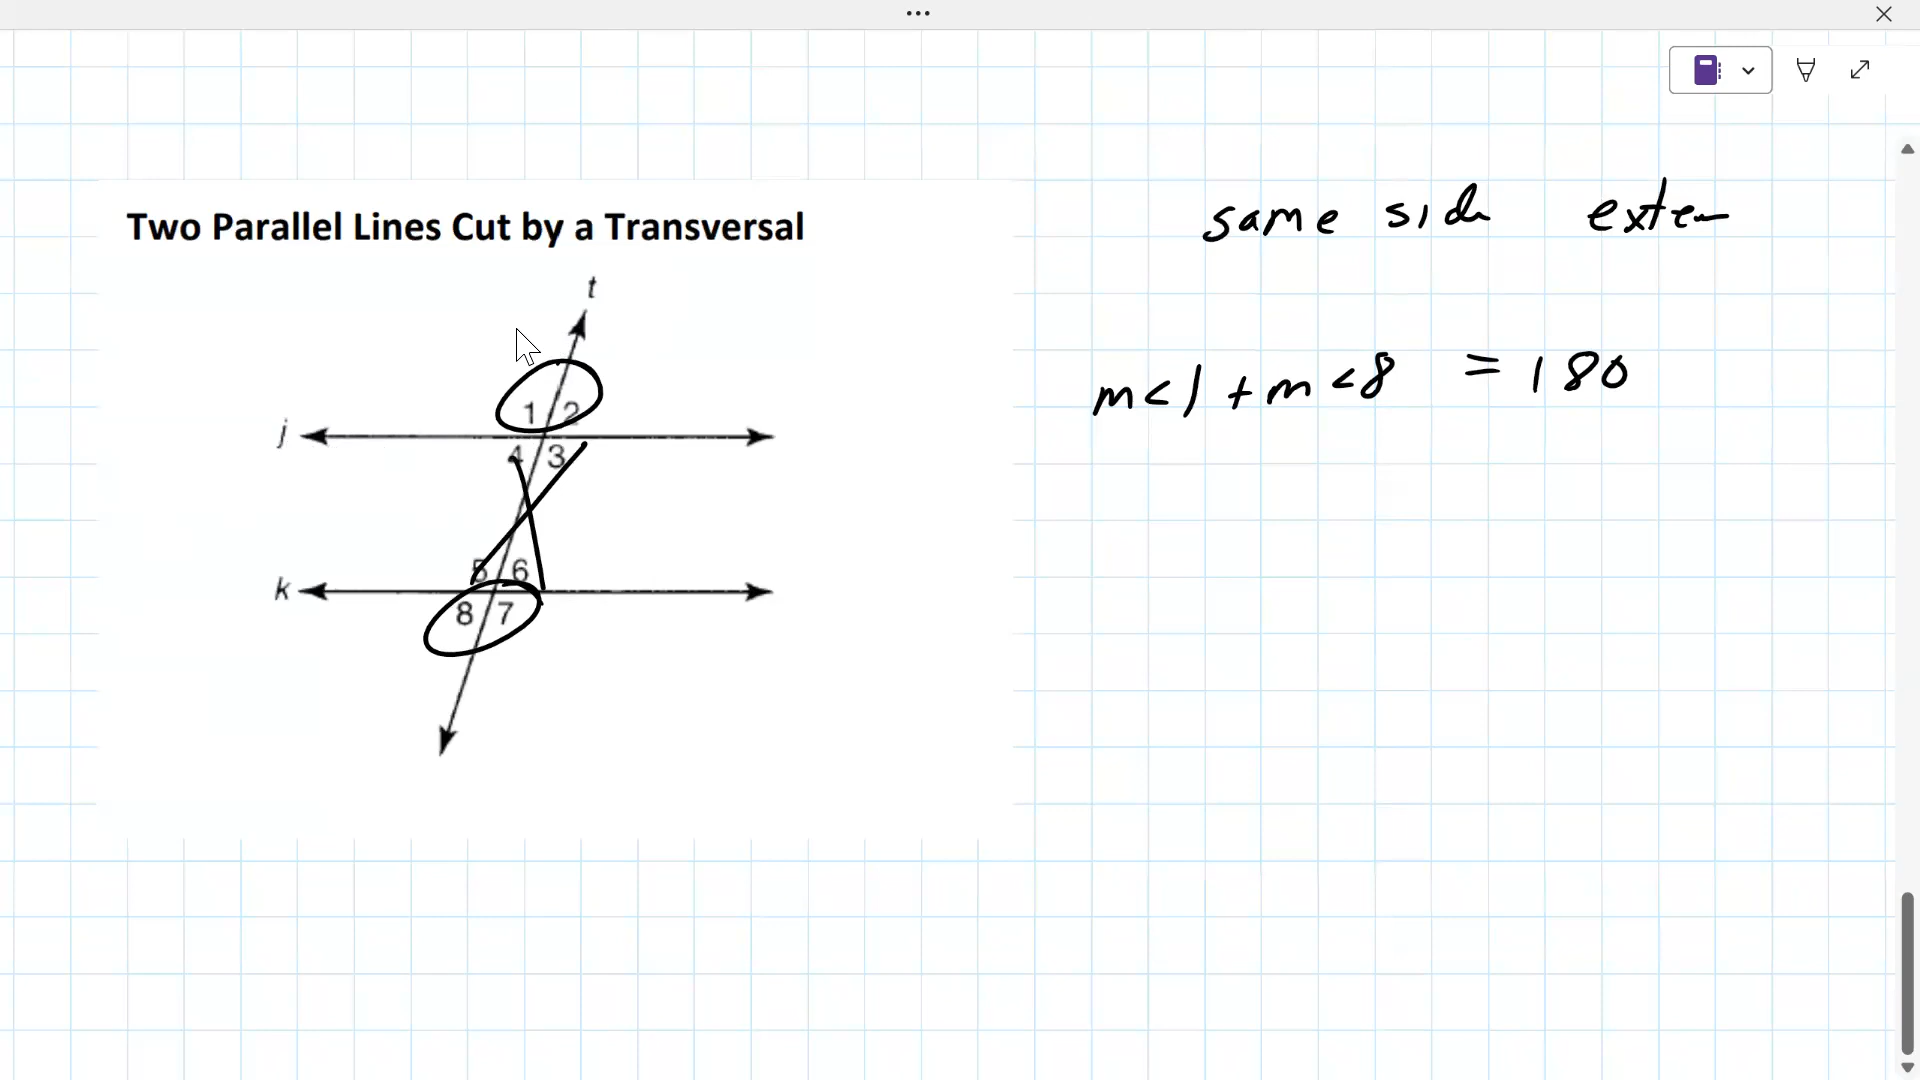 Two Parallel Lines Cut by a Transversal
same side exter
m<1 + m<8 = 180
t
1 2
j
4 3
5 6
k
8 7